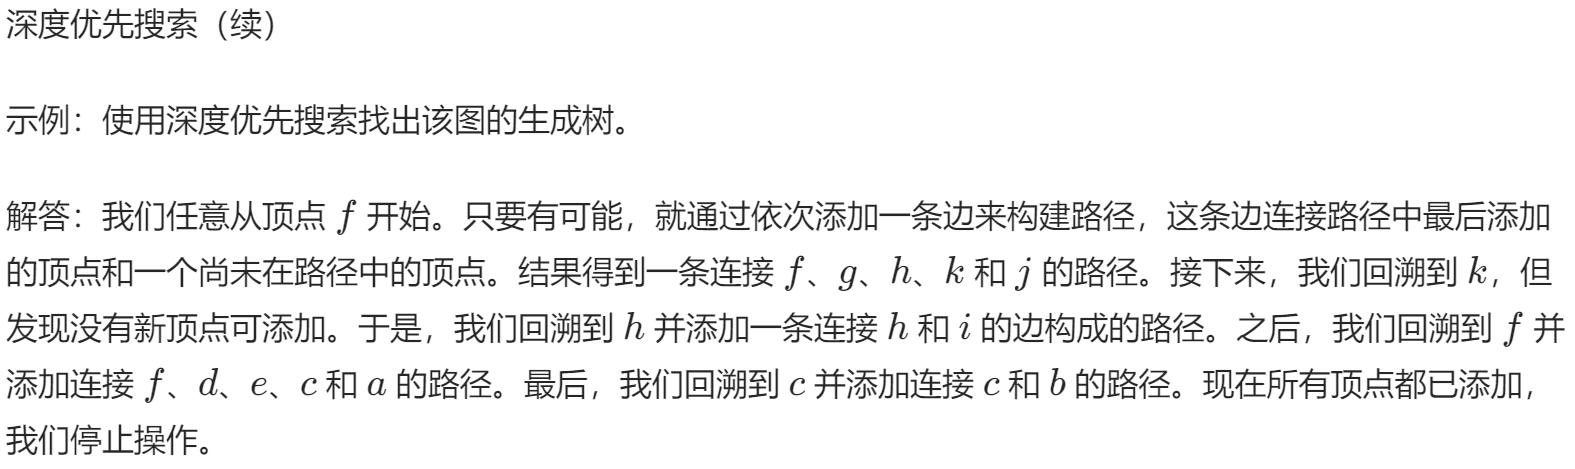 深度优先搜索（续）
示例：使用深度优先搜索找出该图的生成树。
解答：我们任意从顶点 f 开始。只要有可能，就通过依次添加一条边来构建路径，这条边连接路径中最后添加
的顶点和一个尚未在路径中的顶点。结果得到一条连接 f、g、h、k 和 j 的路径。接下来，我们回溯到 k，但
发现没有新顶点可添加。于是，我们回溯到 h 并添加一条连接 h 和 i 的边构成的路径。之后，我们回溯到 f 并
添加连接 f、d、e、c 和 a 的路径。最后，我们回溯到 c 并添加连接 c 和 b 的路径。现在所有顶点都已添加，
我们停止操作。